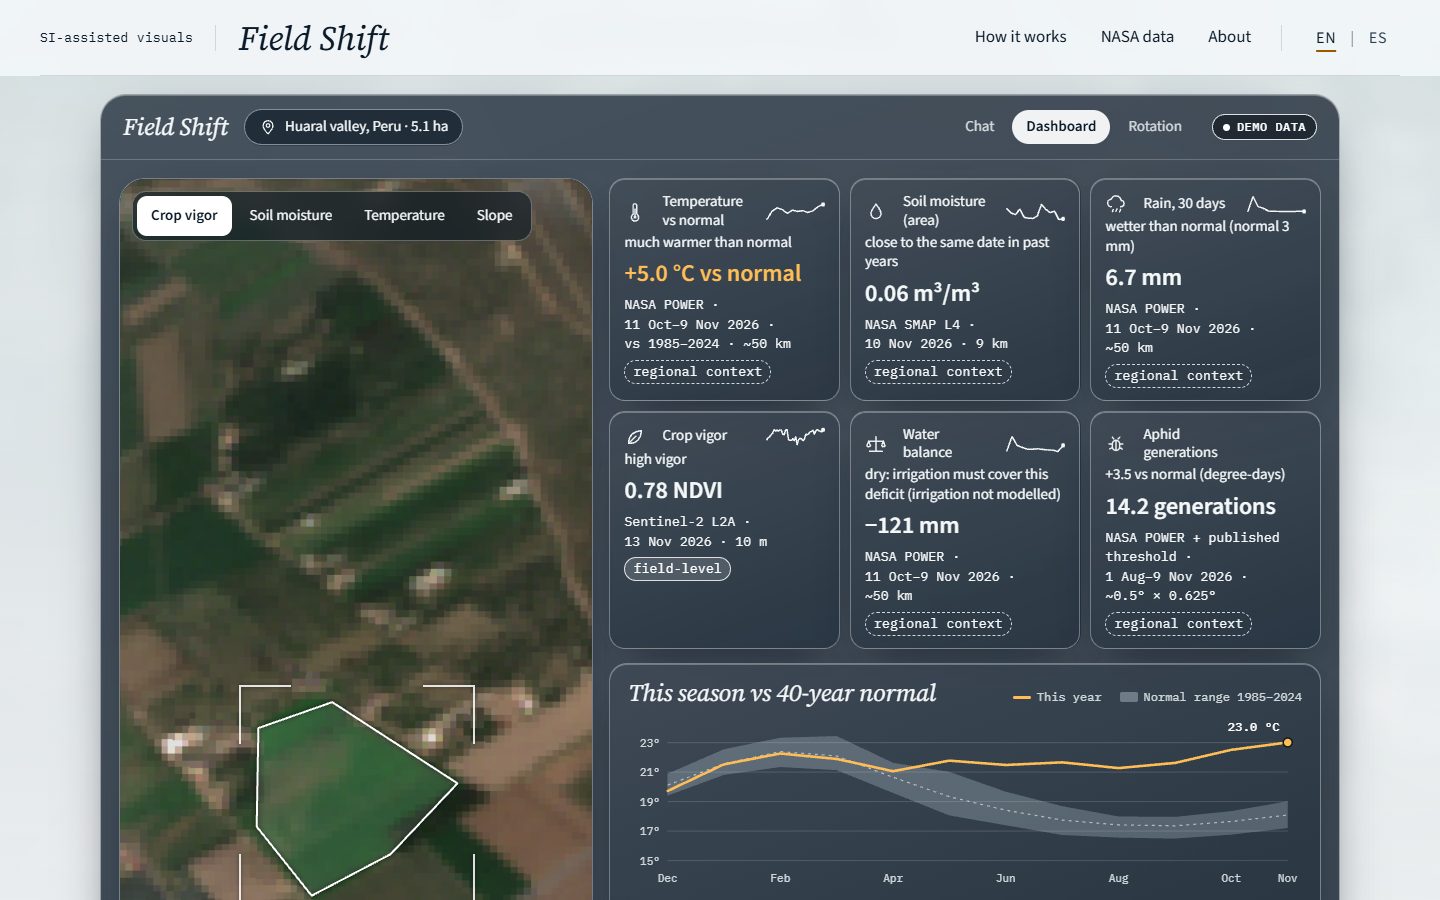 SI-assisted visuals
Field Shift
How it works
NASA data
About
EN | ES
Field Shift
Huaral valley, Peru · 5.1 ha
Chat
Dashboard
Rotation
DEMO DATA
Crop vigor
Soil moisture
Temperature
Slope
Temperature
vs normal
much warmer than normal
+5.0 °C vs normal
NASA POWER ·
11 Oct–9 Nov 2026 ·
vs 1985–2024 · ~50 km
regional context
Soil moisture
(area)
close to the same date in past
years
0.06 m³/m³
NASA SMAP L4 ·
10 Nov 2026 · 9 km
regional context
Rain, 30 days
wetter than normal (normal 3
mm)
6.7 mm
NASA POWER ·
11 Oct–9 Nov 2026 ·
~50 km
regional context
Crop vigor
high vigor
0.78 NDVI
Sentinel-2 L2A ·
13 Nov 2026 · 10 m
field-level
Water
balance
dry: irrigation must cover this
deficit (irrigation not modelled)
−121 mm
NASA POWER ·
11 Oct–9 Nov 2026 ·
~50 km
regional context
Aphid
generations
+3.5 vs normal (degree-days)
14.2 generations
NASA POWER + published
threshold ·
1 Aug–9 Nov 2026 ·
~0.5° × 0.625°
regional context
This season vs 40-year normal
This year
Normal range 1985–2024
23.0 °C
23°
21°
19°
17°
15°
Dec Feb Apr Jun Aug Oct Nov